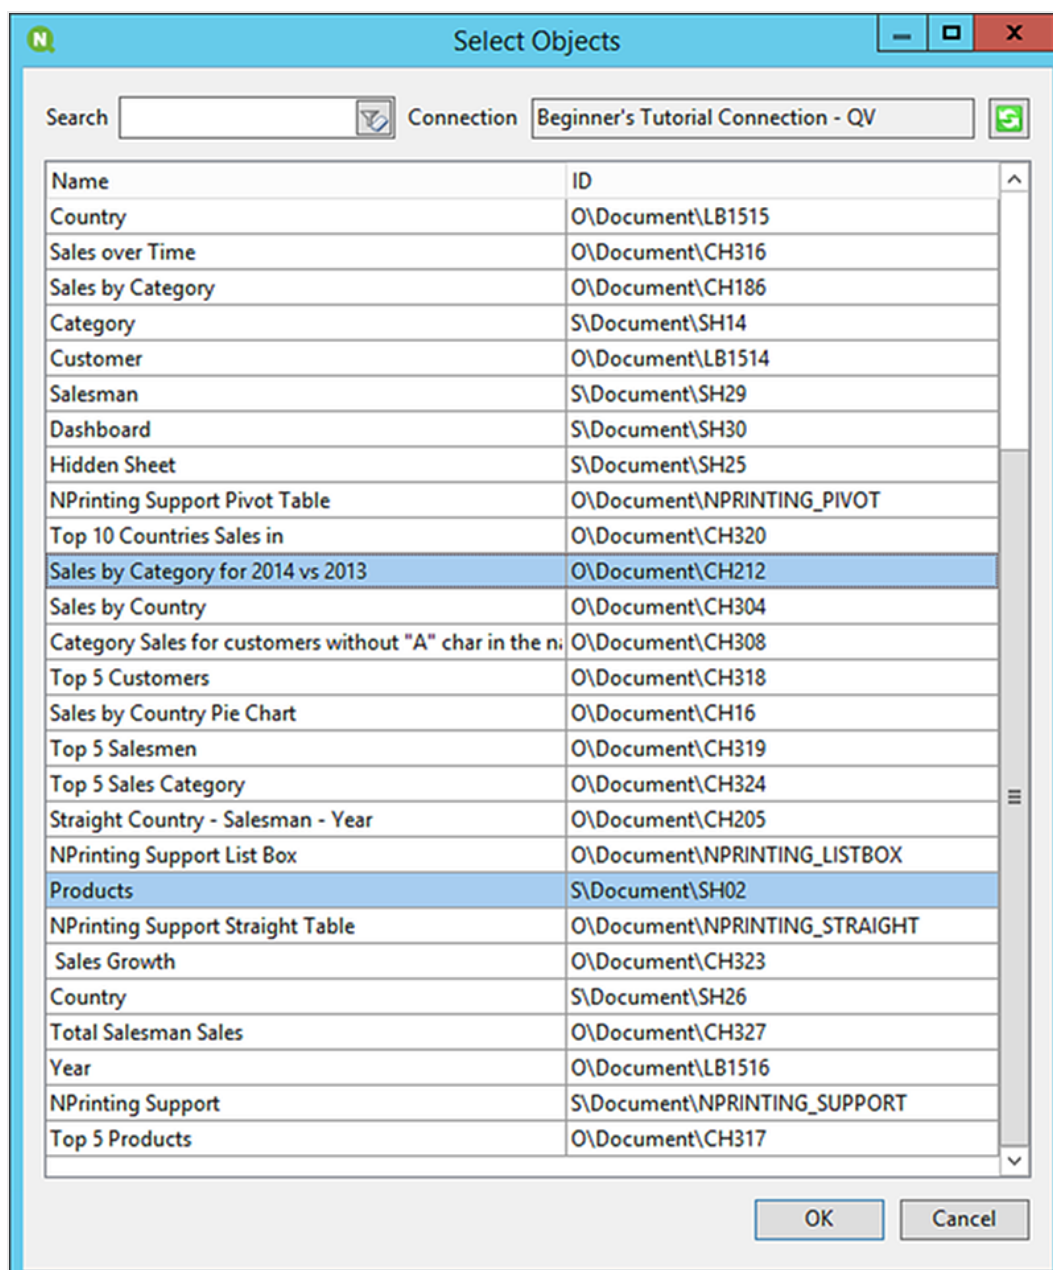 N
Select Objects
Search Connection Beginner's Tutorial Connection - QV
Name ID
Country O\Document\LB1515
Sales over Time O\Document\CH316
Sales by Category O\Document\CH186
Category S\Document\SH14
Customer O\Document\LB1514
Salesman S\Document\SH29
Dashboard S\Document\SH30
Hidden Sheet S\Document\SH25
NPrinting Support Pivot Table O\Document\NPRINTING_PIVOT
Top 10 Countries Sales in O\Document\CH320
Sales by Category for 2014 vs 2013 O\Document\CH212
Sales by Country O\Document\CH304
Category Sales for customers without "A" char in the O\Document\CH308
Top 5 Customers O\Document\CH318
Sales by Country Pie Chart O\Document\CH16
Top 5 Salesmen O\Document\CH319
Top 5 Sales Category O\Document\CH324
Straight Country - Salesman - Year O\Document\CH205
NPrinting Support List Box O\Document\NPRINTING_LISTBOX
Products S\Document\SH02
NPrinting Support Straight Table O\Document\NPRINTING_STRAIGHT
Sales Growth O\Document\CH323
Country S\Document\SH26
Total Salesman Sales O\Document\CH327
Year O\Document\LB1516
NPrinting Support S\Document\NPRINTING_SUPPORT
Top 5 Products O\Document\CH317
OK Cancel